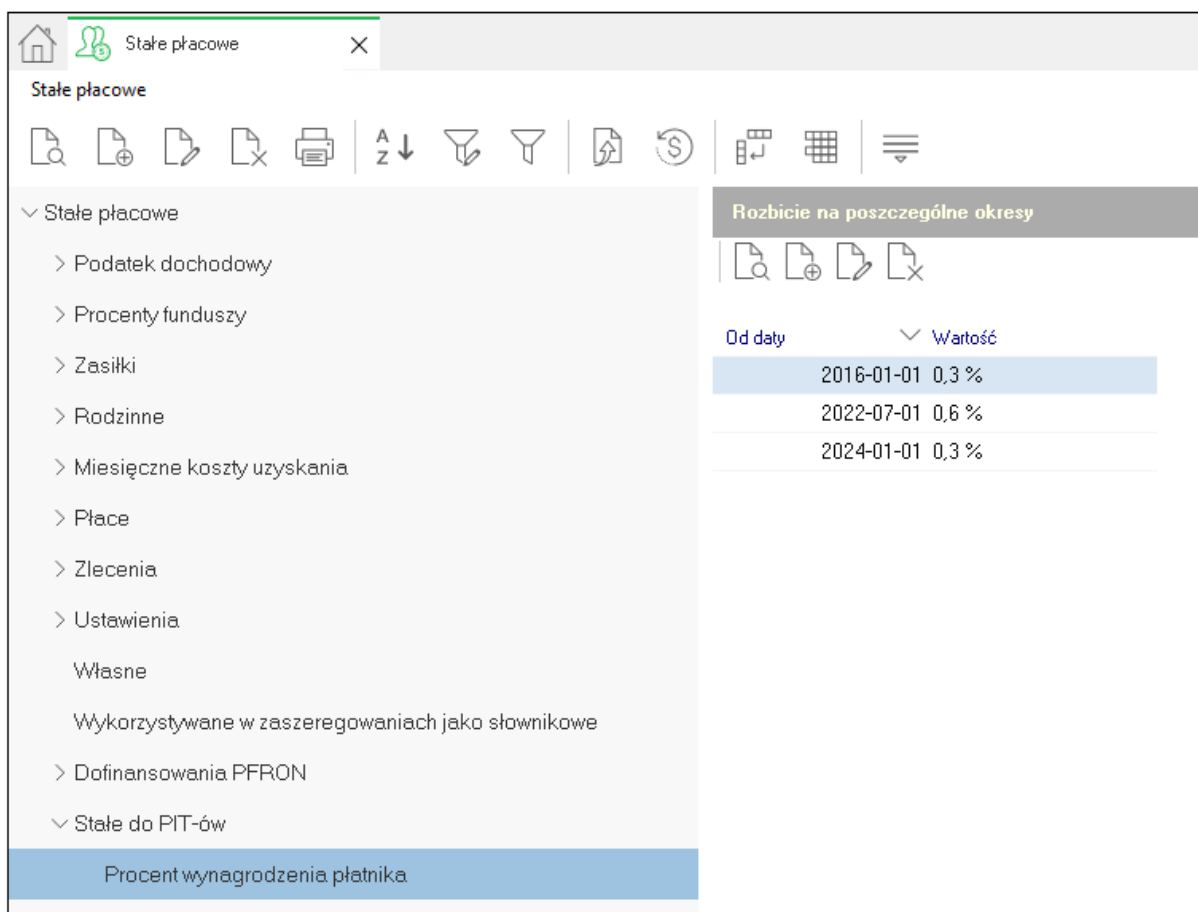 Stałe płacowe
Stałe płacowe
Stałe płacowe
Podatek dochodowy
Procenty funduszy
Zasiłki
Rodzinne
Miesięczne koszty uzyskania
Płace
Zlecenia
Ustawienia
Własne
Wykorzystywane w zaszeregowaniach jako słownikowe
Dofinansowania PFRON
Stałe do PIT-ów
Procent wynagrodzenia płatnika
Rozbicie na poszczególne okresy
Od daty Wartość
2016-01-01 0,3 %
2022-07-01 0,6 %
2024-01-01 0,3 %